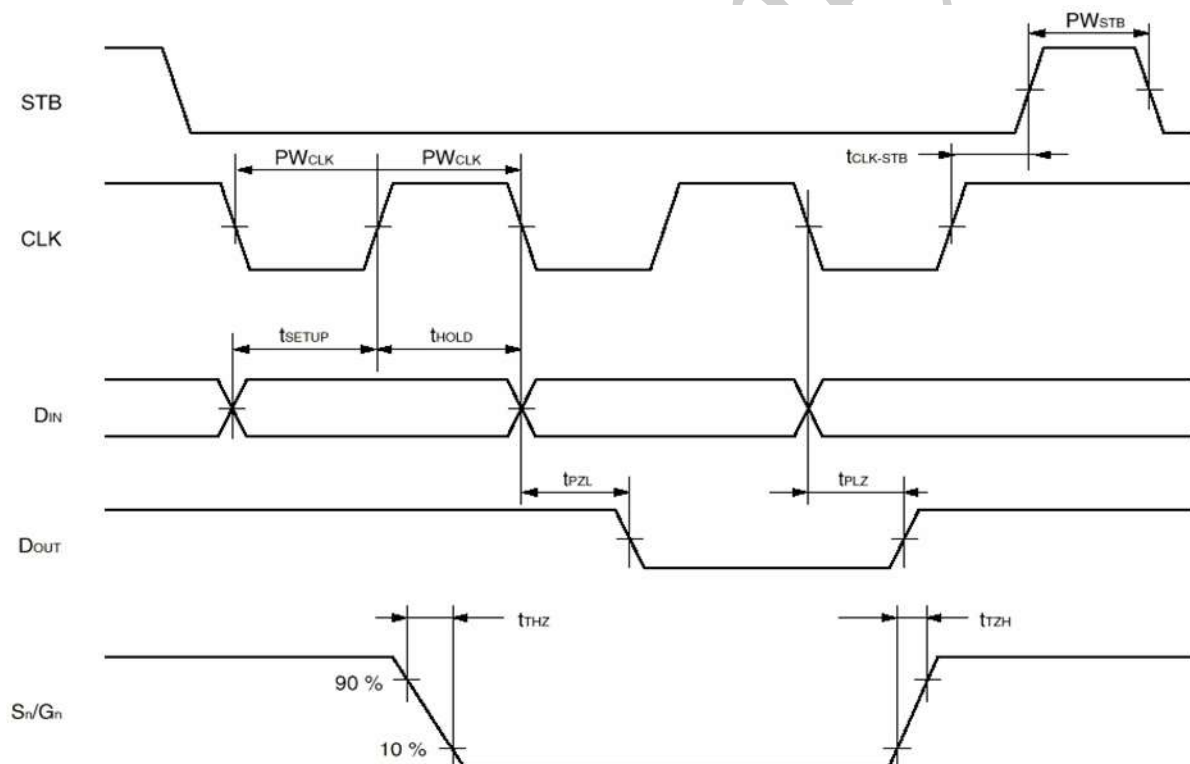 PWSTB
STB
PWCLK PWCLK
tCLK-STB
CLK
tSETUP tHOLD
DIN
tPZL tPLZ
DOUT
tTHZ tTZH
90 %
Sn/Gn
10 %